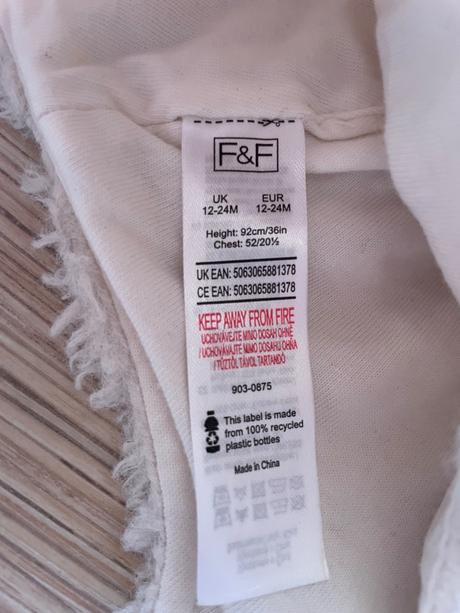 F&F
UK EUR
12-24M 12-24M
Height: 92cm/36in
Chest: 52/20½
UK EAN: 5063065881378
CE EAN: 5063065881378
KEEP AWAY FROM FIRE
UCHOVÁVEJTE MIMO DOSAH OHNĚ
/ UCHOVÁVAJTE MIMO DOSAHU OHŇA
/ TŰZTŐL TÁVOL TARTANDÓ
903-0875
This label is made
from 100% recycled
plastic bottles
Made in China